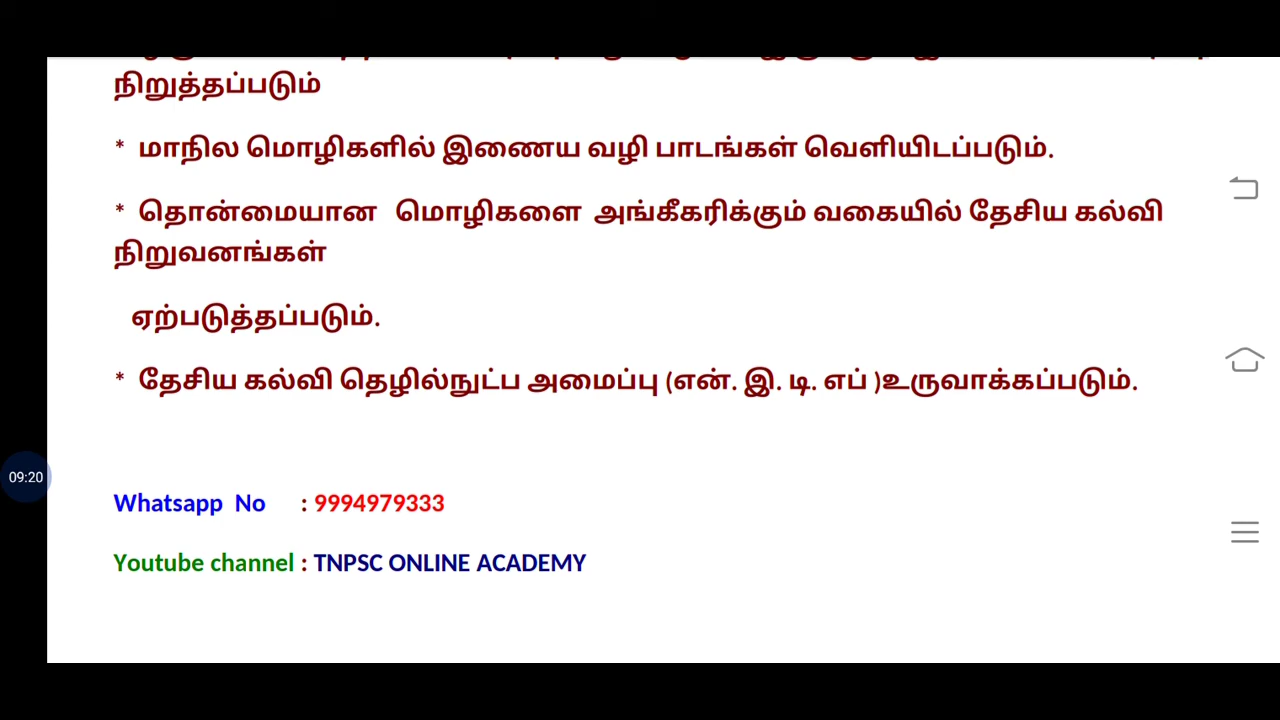 நிறுத்தப்படும்
* மாநில மொழிகளில் இணைய வழி பாடங்கள் வெளியிடப்படும்.
* தொன்மையான மொழிகளை அங்கீகரிக்கும் வகையில் தேசிய கல்வி
நிறுவனங்கள்
ஏற்படுத்தப்படும்.
* தேசிய கல்வி தெழில்நுட்ப அமைப்பு (என். இ. டி. எப் )உருவாக்கப்படும்.
09:20
Whatsapp No : 9994979333
Youtube channel : TNPSC ONLINE ACADEMY